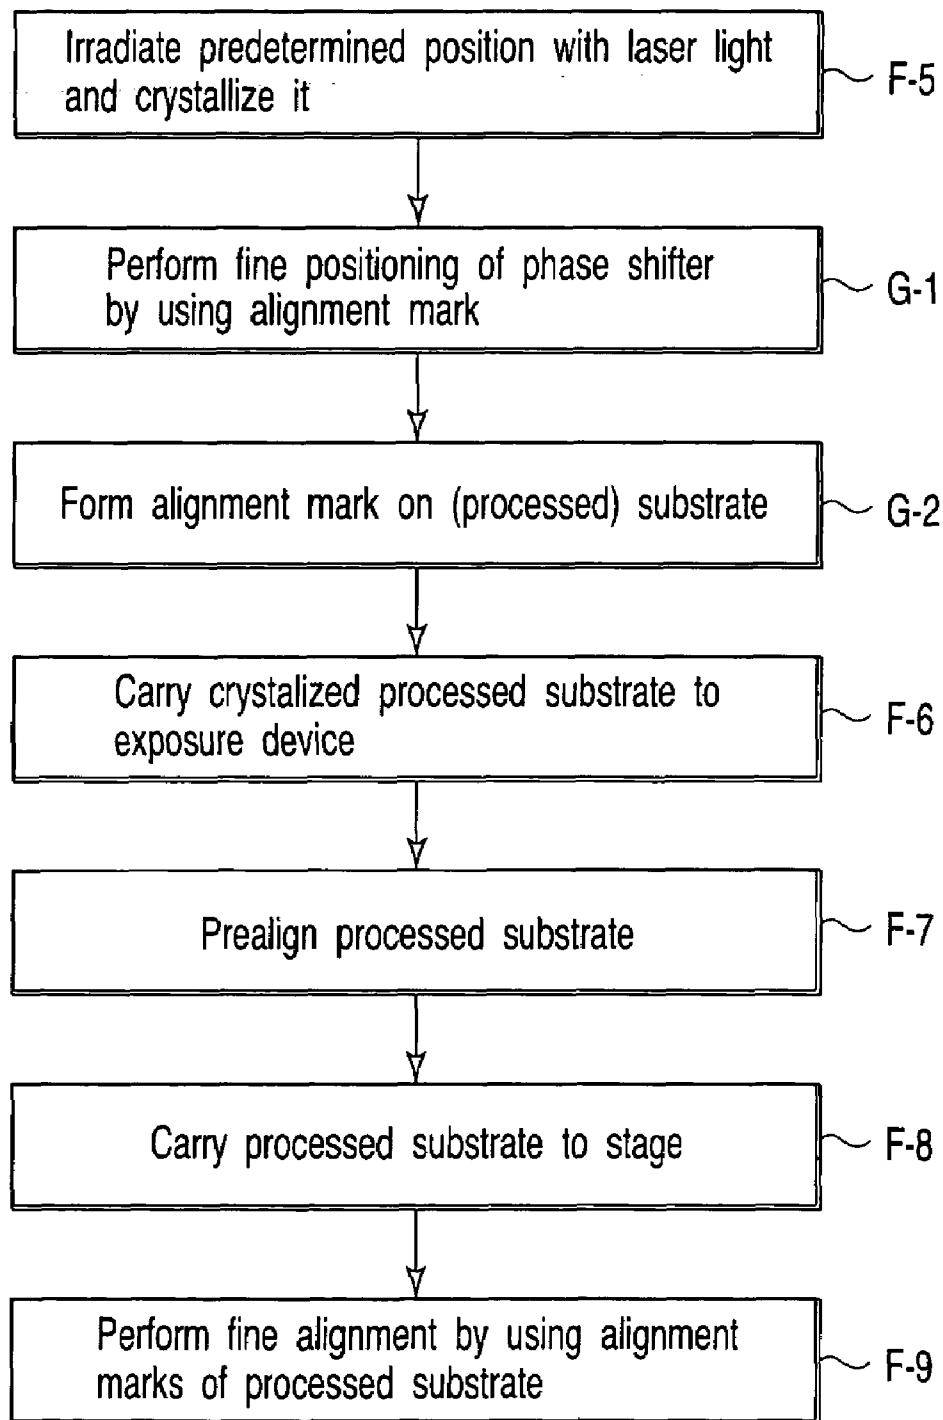 Irradiate predetermined position with laser light
and crystallize it
F-5
Perform fine positioning of phase shifter
by using alignment mark
G-1
Form alignment mark on (processed) substrate
G-2
Carry crystalized processed substrate to
exposure device
F-6
Prealign processed substrate
F-7
Carry processed substrate to stage
F-8
Perform fine alignment by using alignment
marks of processed substrate
F-9